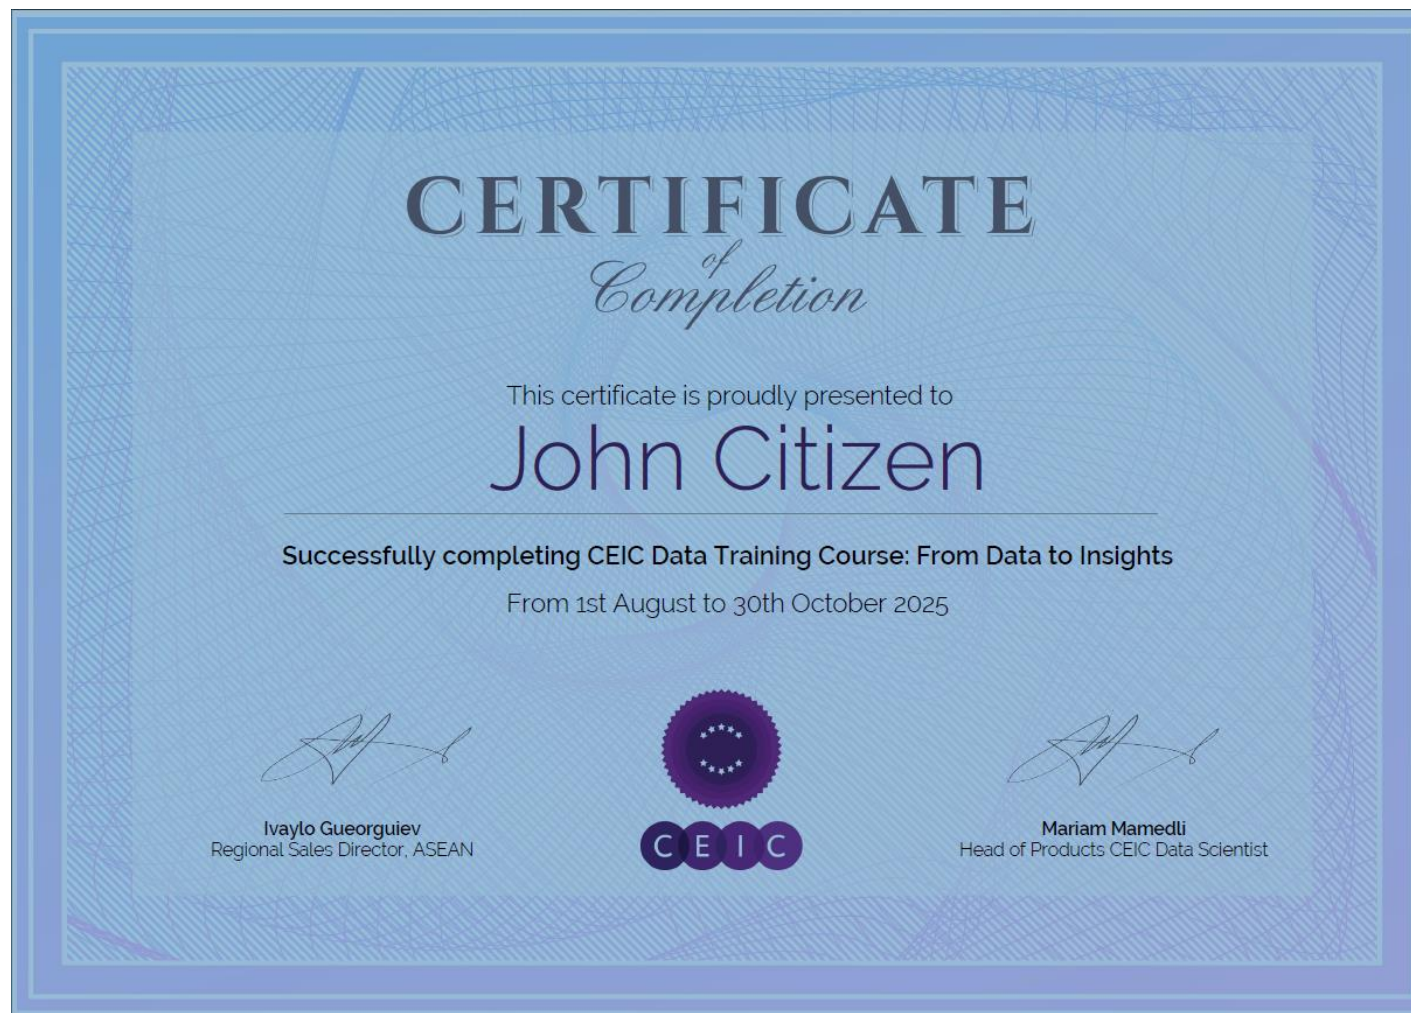 CERTIFICATE
of
Completion
This certificate is proudly presented to
John Citizen
Successfully completing CEIC Data Training Course: From Data to Insights
From 1st August to 30th October 2025
Ivaylo Gueorguiev
Regional Sales Director, ASEAN
CEIC
Mariam Mamedli
Head of Products CEIC Data Scientist